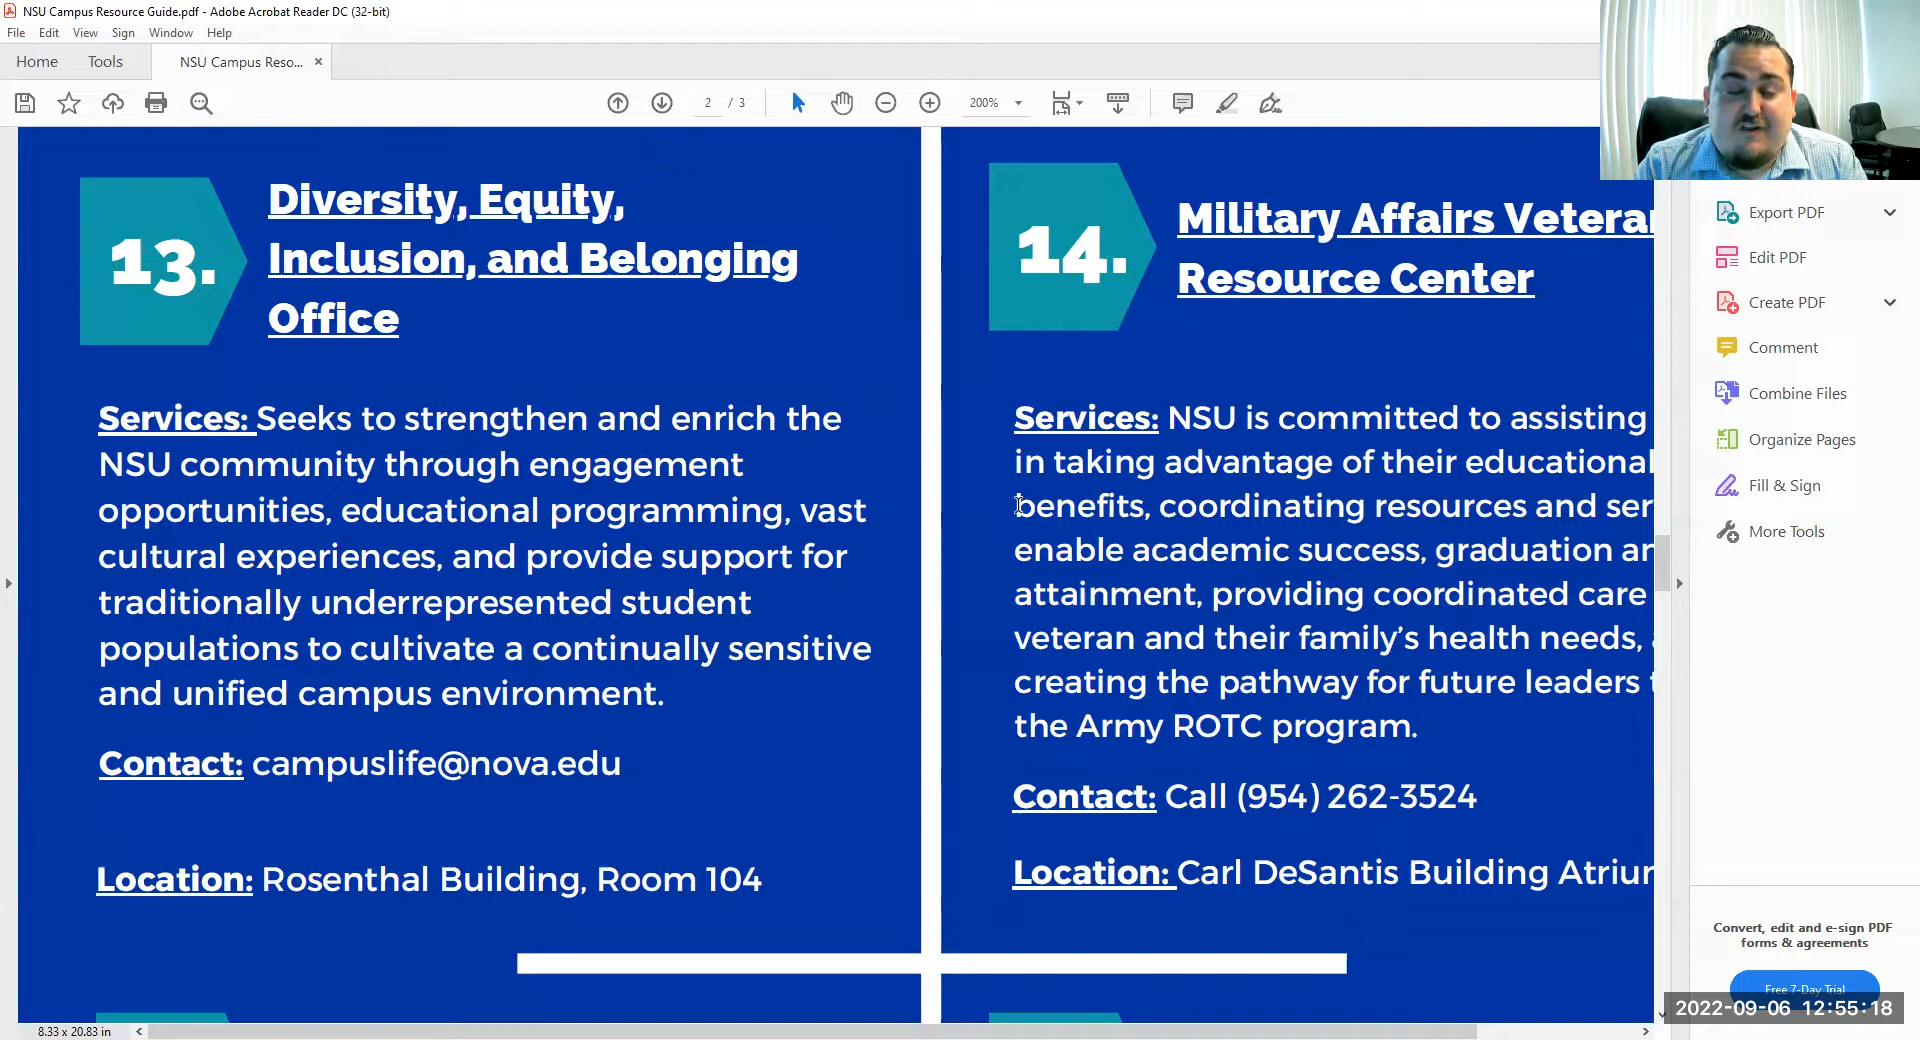 NSU Campus Resource Guide.pdf - Adobe Acrobat Reader DC (32-bit)
File Edit View Sign Window Help
Home Tools NSU Campus Reso...
2 / 3 200%
13.
Diversity, Equity,
Inclusion, and Belonging
Office
Services: Seeks to strengthen and enrich the
NSU community through engagement
opportunities, educational programming, vast
cultural experiences, and provide support for
traditionally underrepresented student
populations to cultivate a continually sensitive
and unified campus environment.
Contact: campuslife@nova.edu
Location: Rosenthal Building, Room 104
14.
Military Affairs Vetera
Resource Center
Services: NSU is committed to assisting
in taking advantage of their educational
benefits, coordinating resources and ser
enable academic success, graduation an
attainment, providing coordinated care
veteran and their family's health needs,
creating the pathway for future leaders t
the Army ROTC program.
Contact: Call (954) 262-3524
Location: Carl DeSantis Building Atriu
Export PDF
Edit PDF
Create PDF
Comment
Combine Files
Organize Pages
Fill & Sign
More Tools
Convert, edit and e-sign PDF
forms & agreements
Free 7-Day Trial
8.33 x 20.83 in
2022-09-06 12:55:18